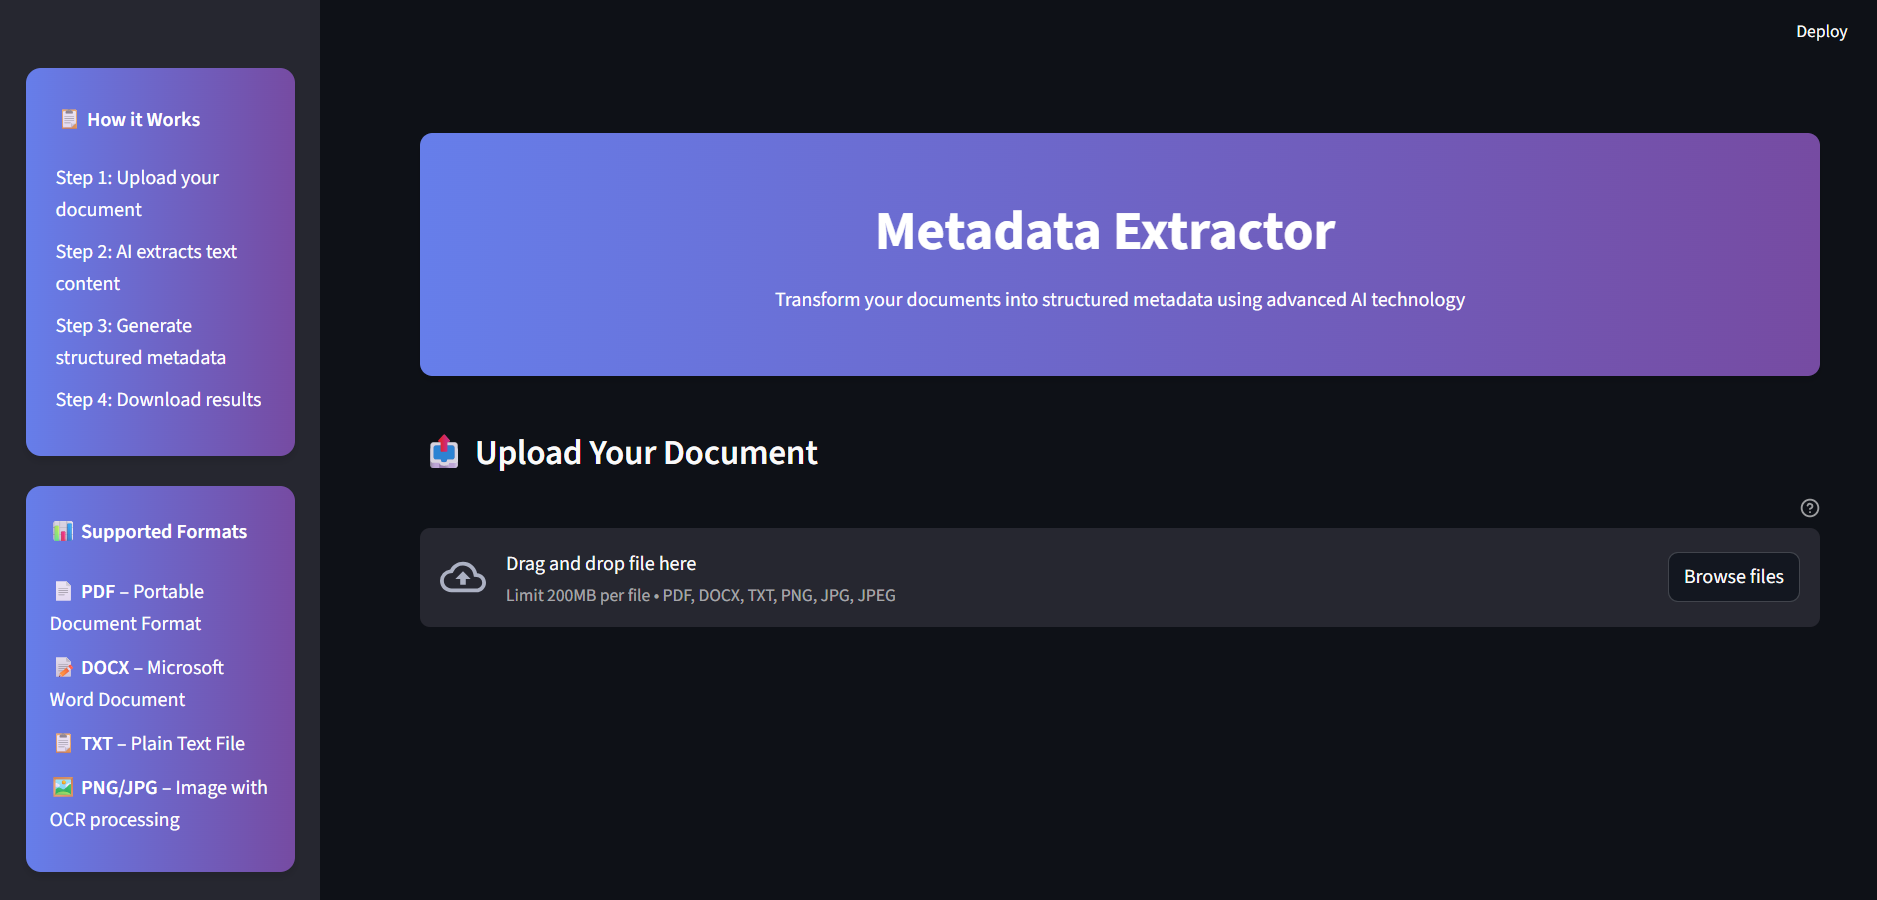 Deploy
📋 How it Works
Step 1: Upload your
document
Step 2: AI extracts text
content
Step 3: Generate
structured metadata
Step 4: Download results
📊 Supported Formats
📄 PDF – Portable
Document Format
📝 DOCX – Microsoft
Word Document
📋 TXT – Plain Text File
🖼️ PNG/JPG – Image with
OCR processing
Metadata Extractor
Transform your documents into structured metadata using advanced AI technology
📤 Upload Your Document
Drag and drop file here
Limit 200MB per file • PDF, DOCX, TXT, PNG, JPG, JPEG
Browse files